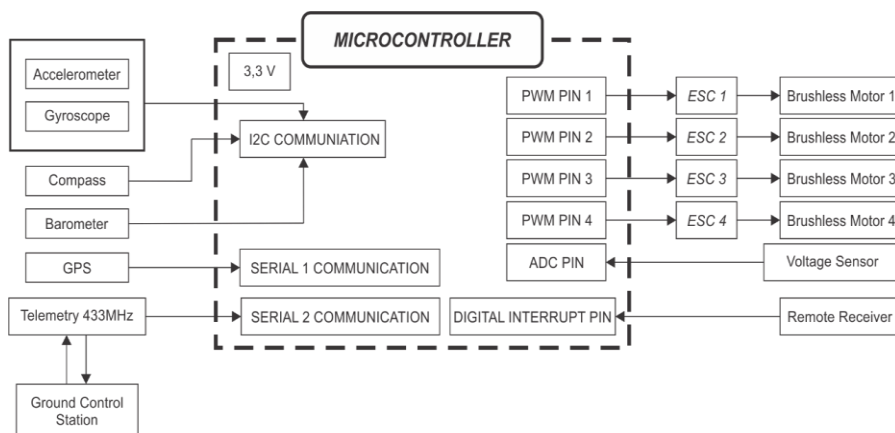 MICROCONTROLLER
3,3 V
Accelerometer
Gyroscope
I2C COMMUNIATION
Compass
Barometer
GPS
SERIAL 1 COMMUNICATION
Telemetry 433MHz
SERIAL 2 COMMUNICATION
Ground Control
Station
PWM PIN 1
ESC 1
Brushless Motor 1
PWM PIN 2
ESC 2
Brushless Motor 2
PWM PIN 3
ESC 3
Brushless Motor 3
PWM PIN 4
ESC 4
Brushless Motor 4
ADC PIN
Voltage Sensor
DIGITAL INTERRUPT PIN
Remote Receiver